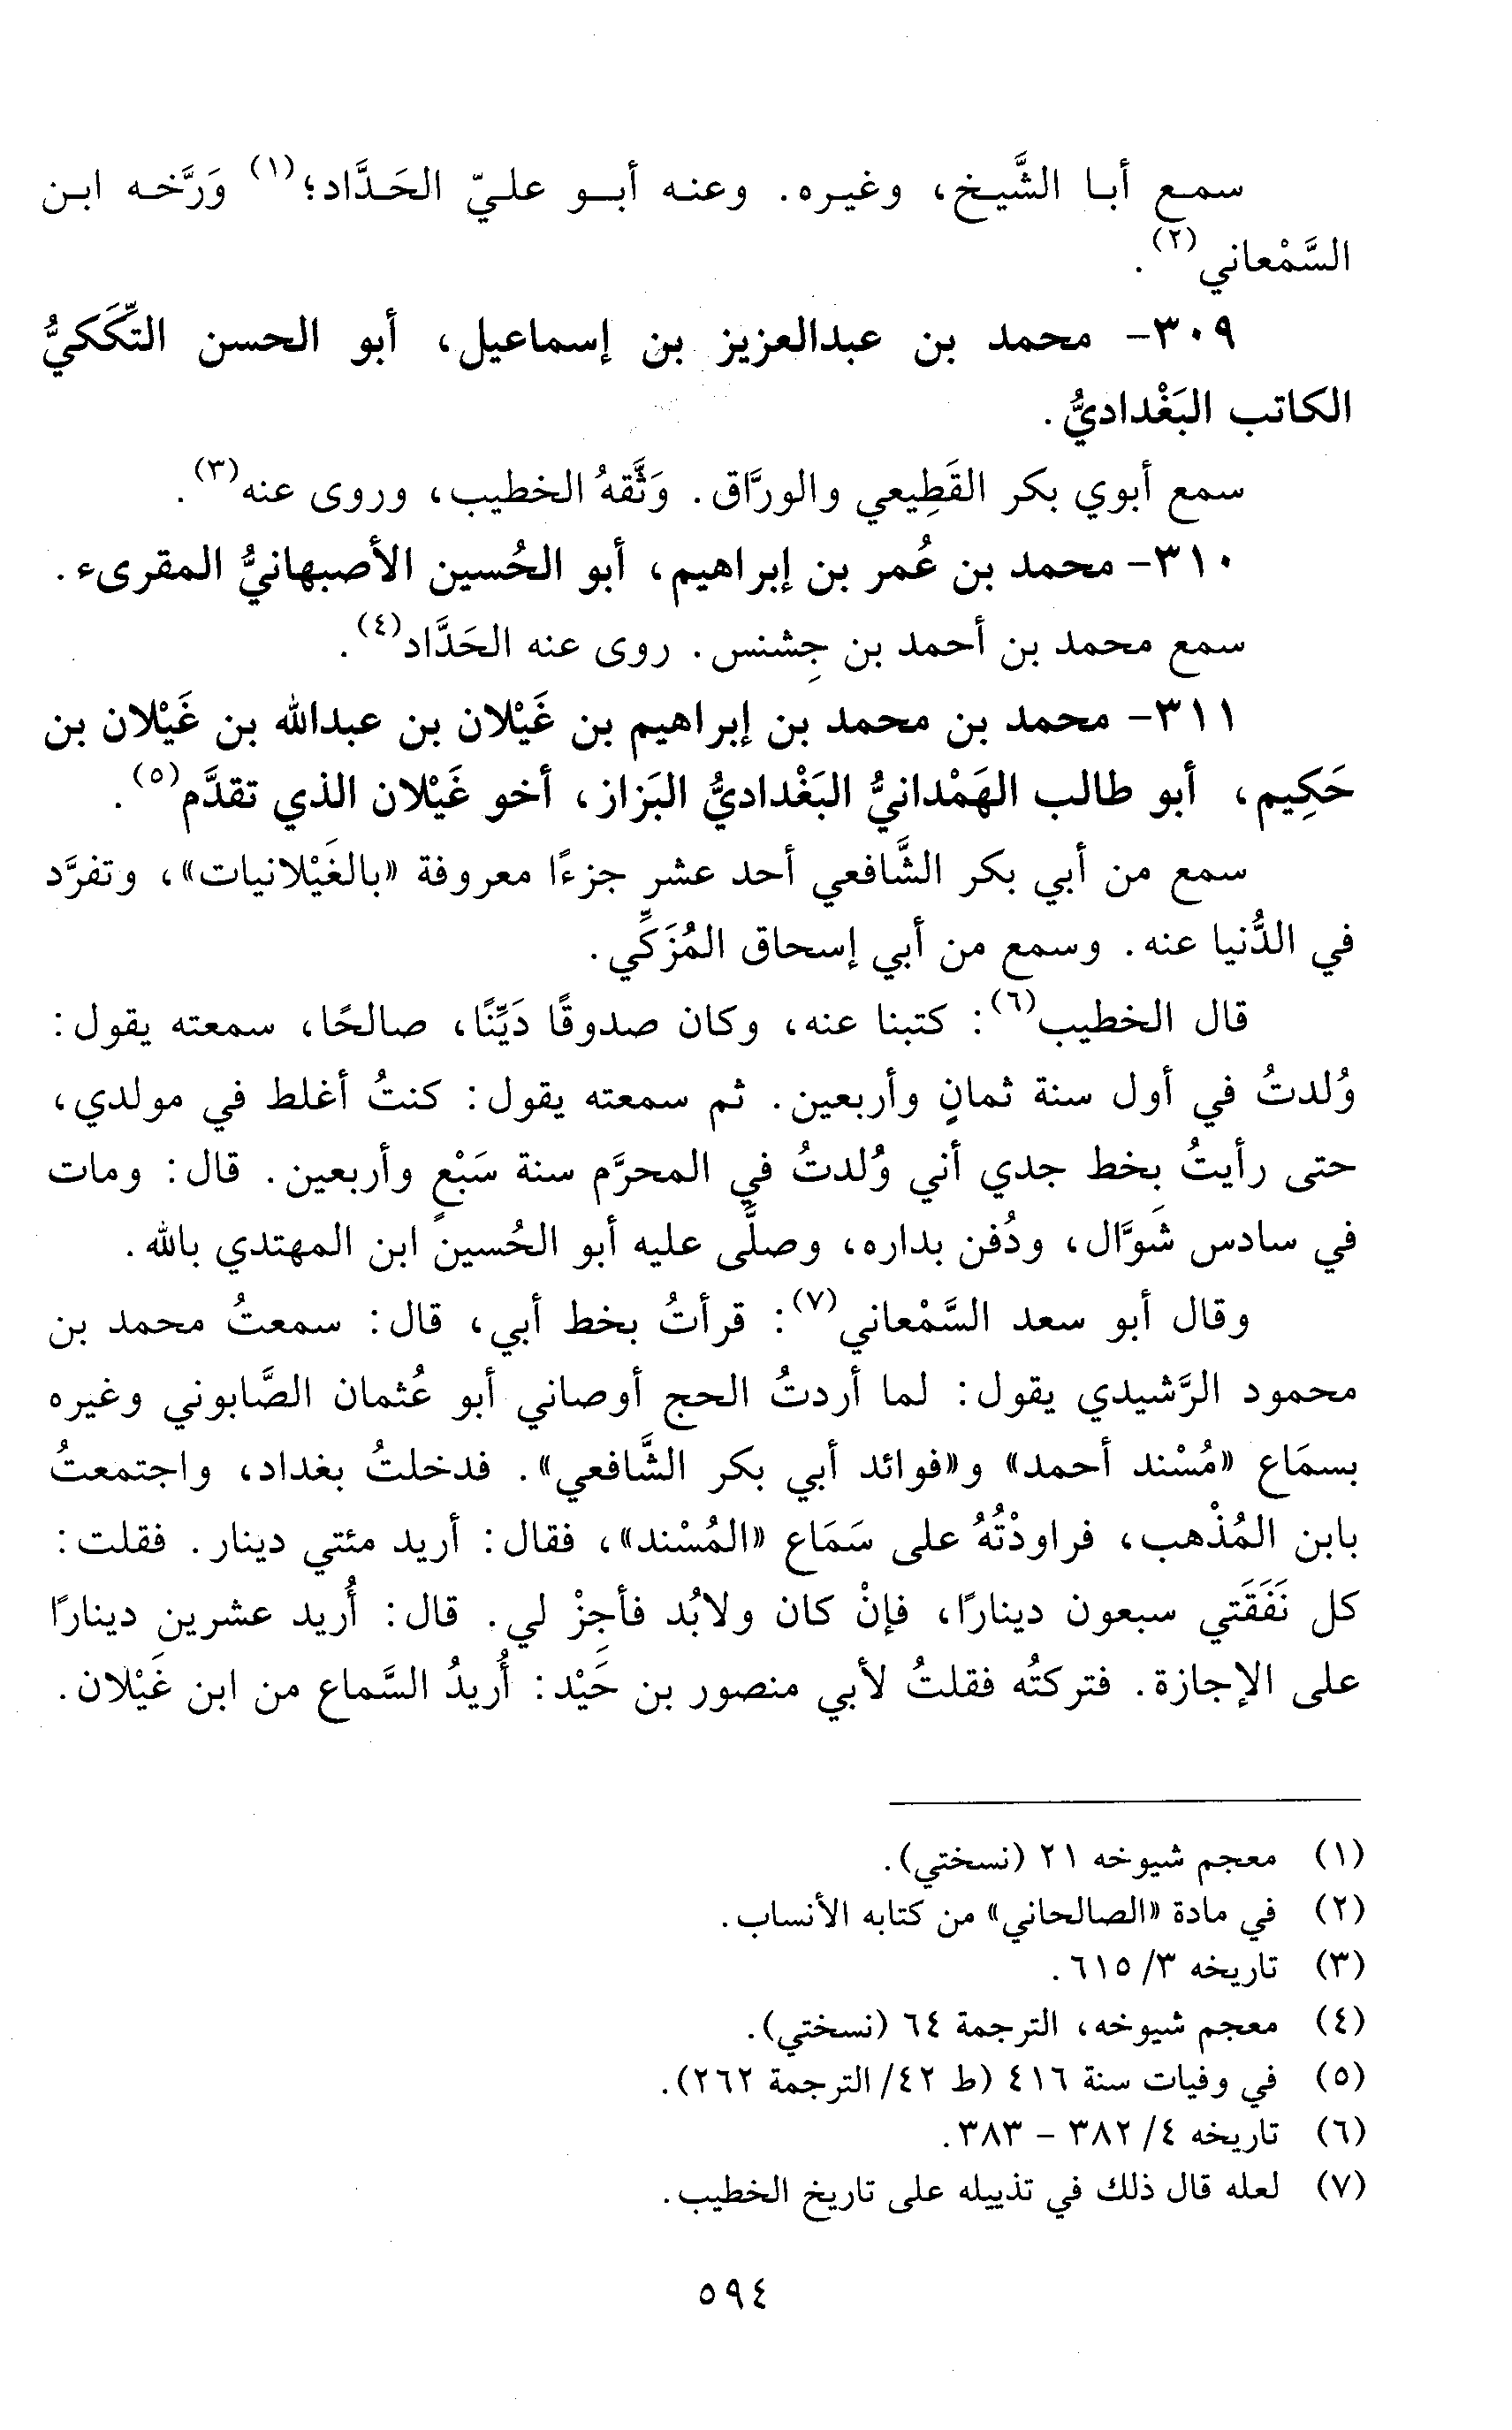 سمع أبا الشَّيخ، وغيره. وعنه أبو عليّ الحَدَّاد؛(١) وَرَّخه ابن
السَّمْعاني(٢).
٣٠٩- محمد بن عبدالعزيز بن إسماعيل، أبو الحسن التِّكَكيُّ
الكاتب البَغْداديُّ.
سمع أبوي بكر القَطِيعي والورَّاق. وَثَّقهُ الخطيب، وروى عنه(٣).
٣١٠- محمد بن عُمر بن إبراهيم، أبو الحُسين الأصبهانيُّ المقرىء.
سمع محمد بن أحمد بن جِشنس. روى عنه الحَدَّاد(٤).
٣١١- محمد بن محمد بن إبراهيم بن غَيْلان بن عبدالله بن غَيْلان بن
حَكِيم، أبو طالب الهَمْدانيُّ البَغْداديُّ البَزاز، أخو غَيْلان الذي تقدَّم(٥).
سمع من أبي بكر الشَّافعي أحد عشر جزءًا معروفة «بالغَيْلانيات»، وتفرَّد
في الدُّنيا عنه. وسمع من أبي إسحاق المُزَكِّي.
قال الخطيب(٦): كتبنا عنه، وكان صدوقًا دَيِّنًا، صالحًا، سمعته يقول:
وُلدتُ في أول سنة ثمانٍ وأربعين. ثم سمعته يقول: كنتُ أغلط في مولدي،
حتى رأيتُ بخط جدي أني وُلدتُ في المحرَّم سنة سَبْعٍ وأربعين. قال: ومات
في سادس شَوَّال، ودُفن بداره، وصلَّى عليه أبو الحُسين ابن المهتدي بالله.
وقال أبو سعد السَّمْعاني(٧): قرأتُ بخط أبي، قال: سمعتُ محمد بن
محمود الرَّشيدي يقول: لما أردتُ الحج أوصاني أبو عُثمان الصَّابوني وغيره
بسمَاع «مُسْند أحمد» و«فوائد أبي بكر الشَّافعي». فدخلتُ بغداد، واجتمعتُ
بابن المُذْهب، فراودْتُهُ على سَمَاع «المُسْند»، فقال: أريد مئتي دينار. فقلت:
كل نَفَقَتي سبعون دينارًا، فإنْ كان ولابُد فأجِزْ لي. قال: أُريد عشرين دينارًا
على الإجازة. فتركتُه فقلتُ لأبي منصور بن حَيْد: أُريدُ السَّماع من ابن غَيْلان.
(١) معجم شيوخه ٢١ (نسختي).
(٢) في مادة «الصالحاني» من كتابه الأنساب.
(٣) تاريخه ٣/ ٦١٥.
(٤) معجم شيوخه، الترجمة ٦٤ (نسختي).
(٥) في وفيات سنة ٤١٦ (ط ٤٢/ الترجمة ٢٦٢).
(٦) تاريخه ٤/ ٣٨٢ - ٣٨٣.
(٧) لعله قال ذلك في تذييله على تاريخ الخطيب.
٥٩٤